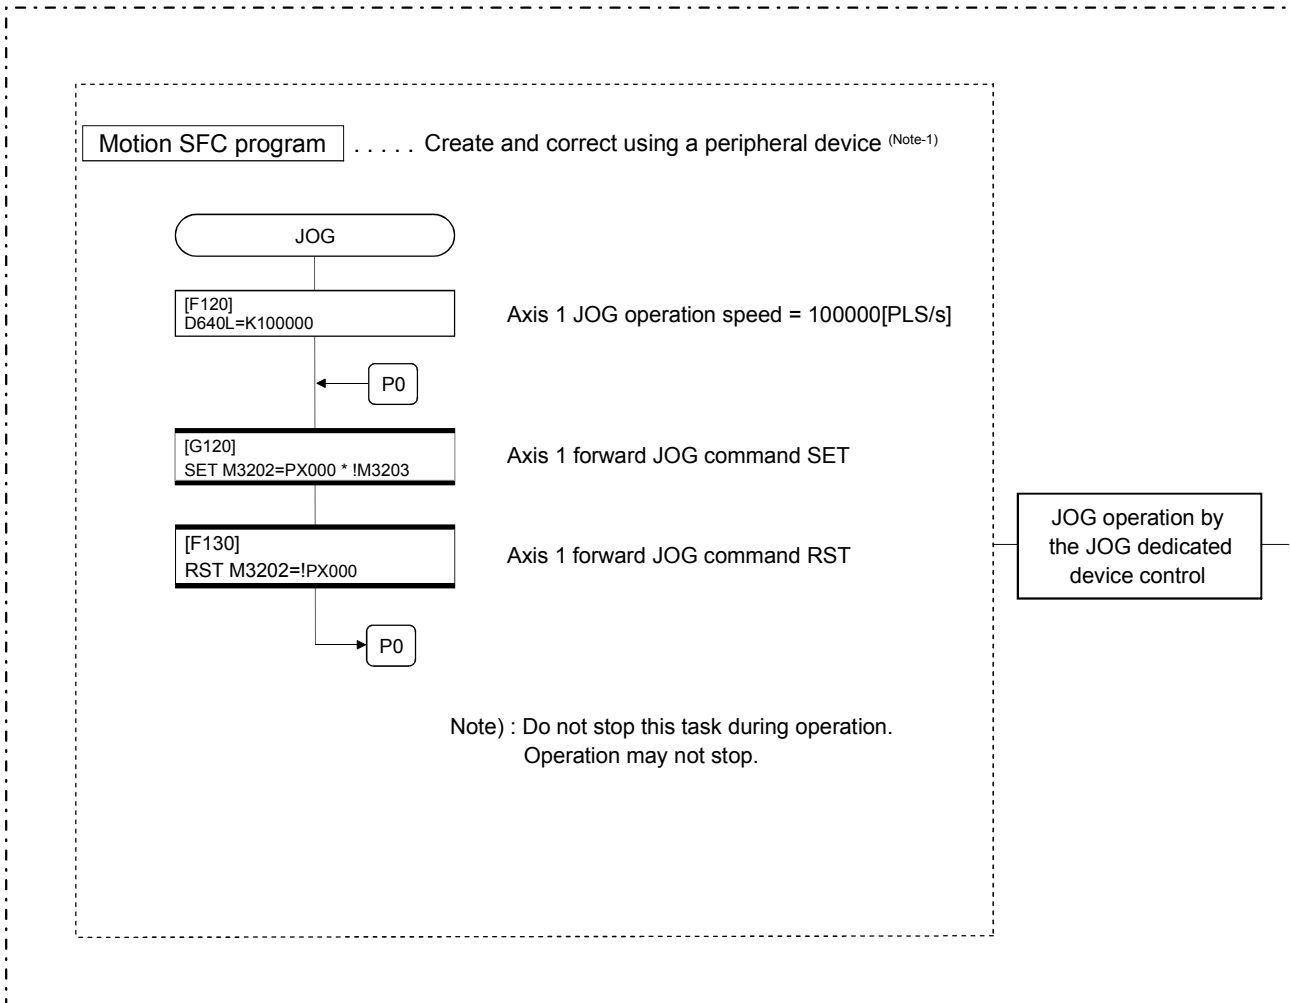 Motion SFC program . . . . . Create and correct using a peripheral device (Note-1)
JOG
[F120]
D640L=K100000
Axis 1 JOG operation speed = 100000[PLS/s]
P0
[G120]
SET M3202=PX000 * !M3203
Axis 1 forward JOG command SET
[F130]
RST M3202=!PX000
Axis 1 forward JOG command RST
P0
JOG operation by
the JOG dedicated
device control
Note) : Do not stop this task during operation.
Operation may not stop.